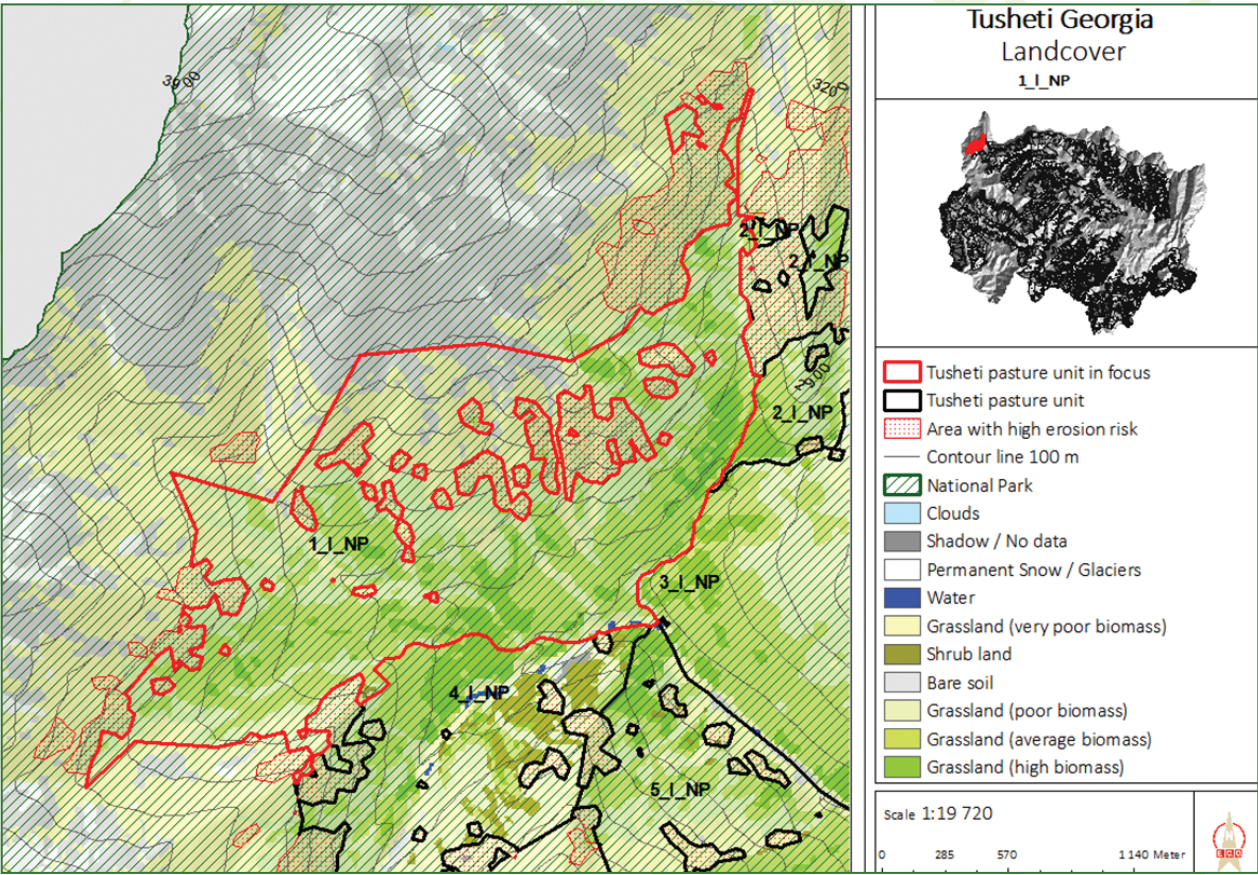 Tusheti Georgia
Landcover
1_I_NP
3900
3200
2_I_NP
2_I_NP
2900
2_I_NP
1_I_NP
3_I_NP
4_I_NP
5_I_NP
Tusheti pasture unit in focus
Tusheti pasture unit
Area with high erosion risk
Contour line 100 m
National Park
Clouds
Shadow / No data
Permanent Snow / Glaciers
Water
Grassland (very poor biomass)
Shrub land
Bare soil
Grassland (poor biomass)
Grassland (average biomass)
Grassland (high biomass)
Scale 1:19 720
0 285 570 1 140 Meter